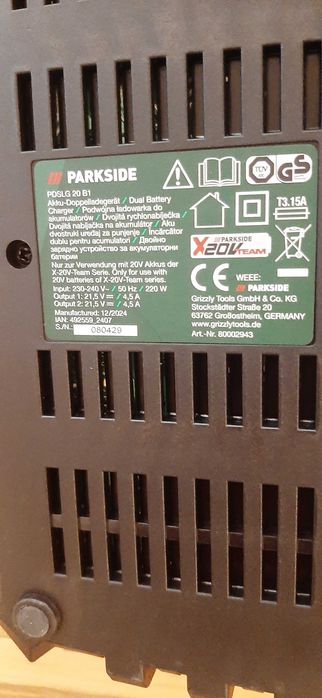 PARKSIDE
PDSLG 20 B1
Akku-Doppelladegerät / Dual Battery
Charger / Podwójna ładowarka do
akumulatorów / Dvojitá rychlonabíječka /
Dvojitá nabíjačka na akumulátor / Aku
dvostruki uređaj za punjenje / Încărcător
dublu pentru acumulator / Двойно
зарядно устройство за акумулаторни
батерии
Nur zur Verwendung mit 20V Akkus der
X-20V-Team Serie. Only for use with
20V batteries of X-20V-Team series.
Input: 230-240 V~ / 50 Hz / 220 W
Output 1: 21,5 V / 4,5 A
Output 2: 21,5 V / 4,5 A
Manufactured: 12/2024
IAN: 492559_2407
S./N.: 080429
TÜV
GS
T3.15A
PARKSIDE
X20V TEAM
CE
WEEE:
PARKSIDE
Grizzly Tools GmbH & Co. KG
Stockstädter Straße 20
63762 Großostheim, GERMANY
www.grizzlytools.com
Art.-Nr. 80002943